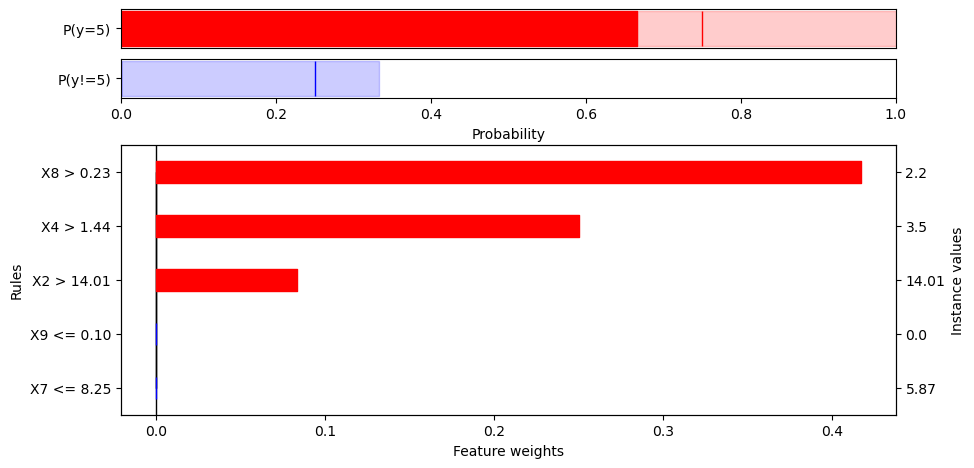 P(y=5)
P(y!=5)
0.0 0.2 0.4 0.6 0.8 1.0
Probability
X8 > 0.23 2.2
X4 > 1.44 3.5
X2 > 14.01 14.01
X9 <= 0.10 0.0
X7 <= 8.25 5.87
Rules
Instance values
0.0 0.1 0.2 0.3 0.4
Feature weights